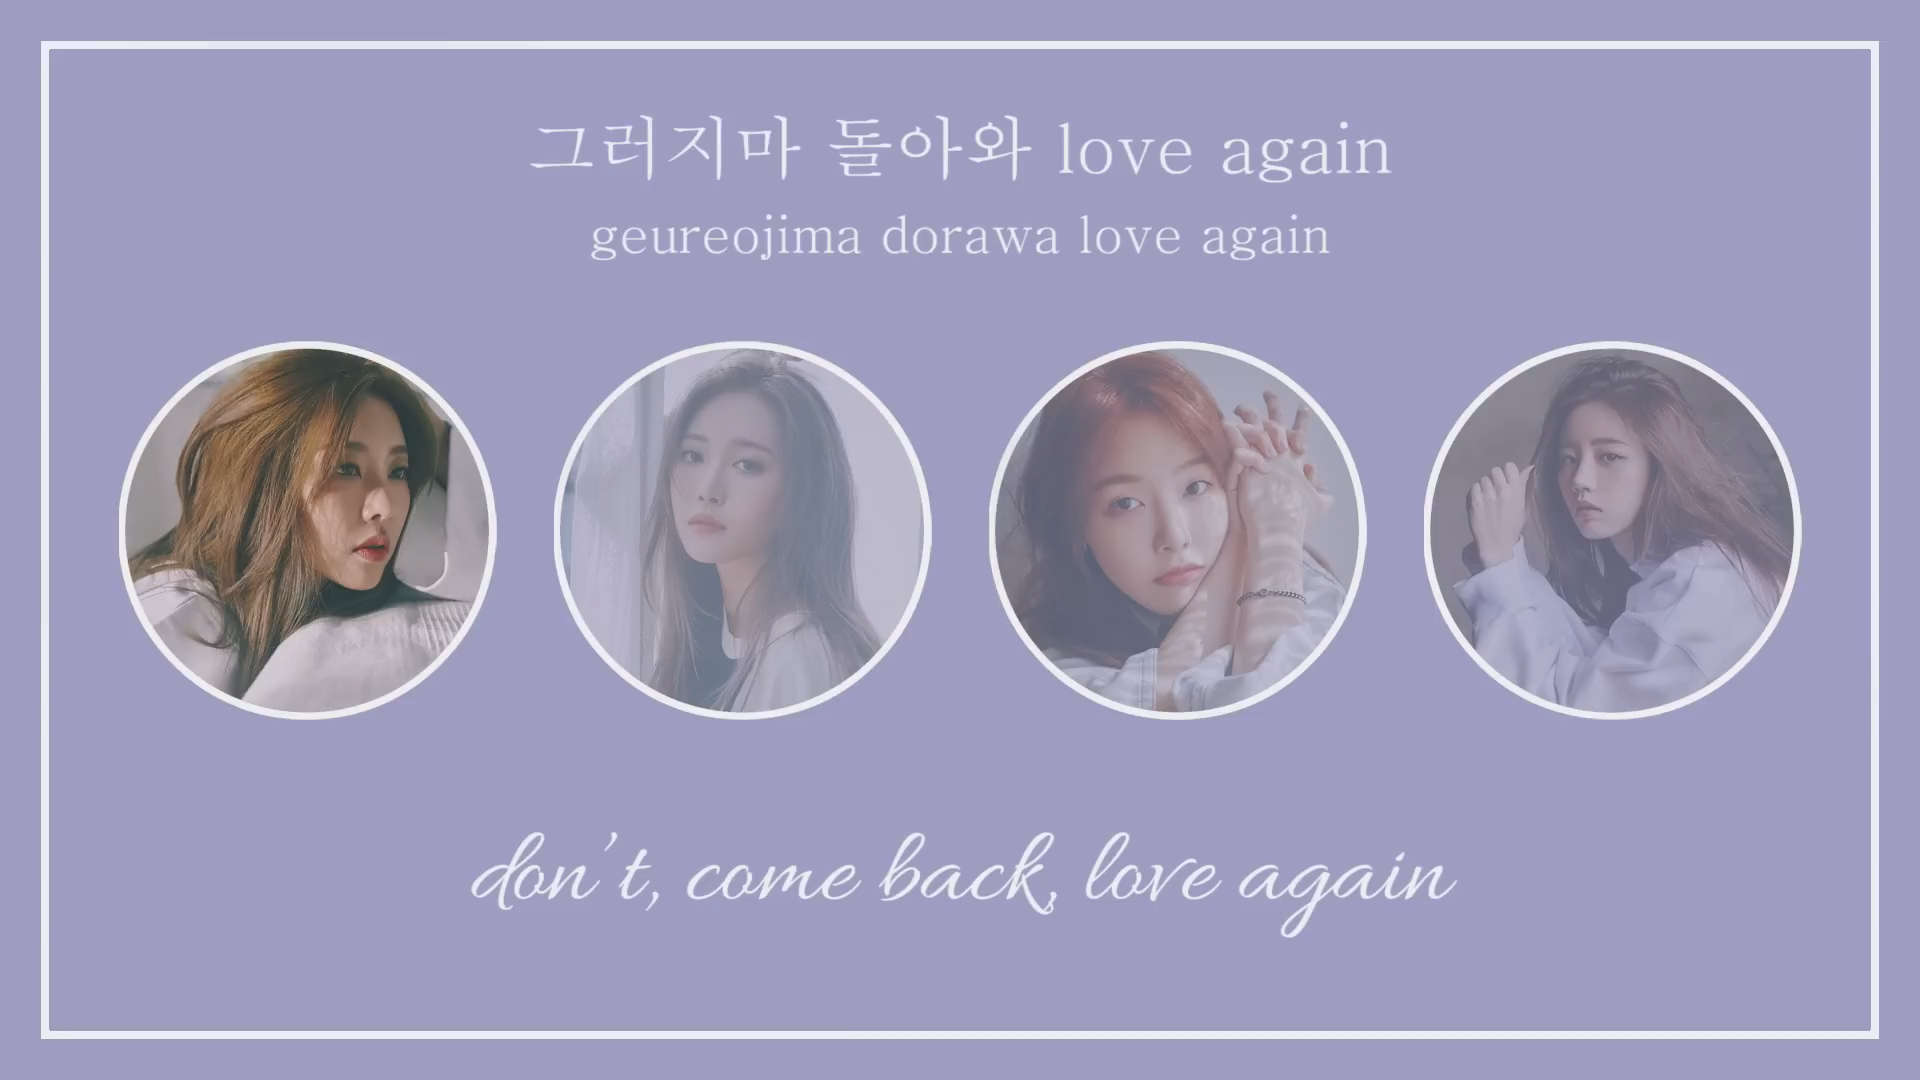 그러지마 돌아와 love again
geureojima dorawa love again
don't, come back, love again